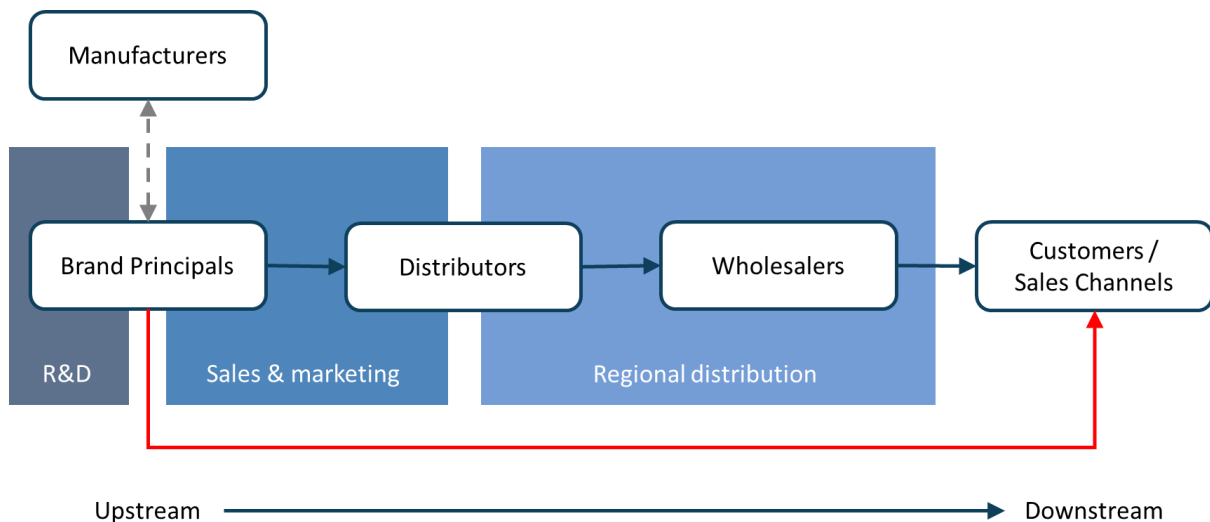 Manufacturers
Brand Principals
Distributors
Wholesalers
Customers /
Sales Channels
R&D
Sales & marketing
Regional distribution
Upstream
Downstream